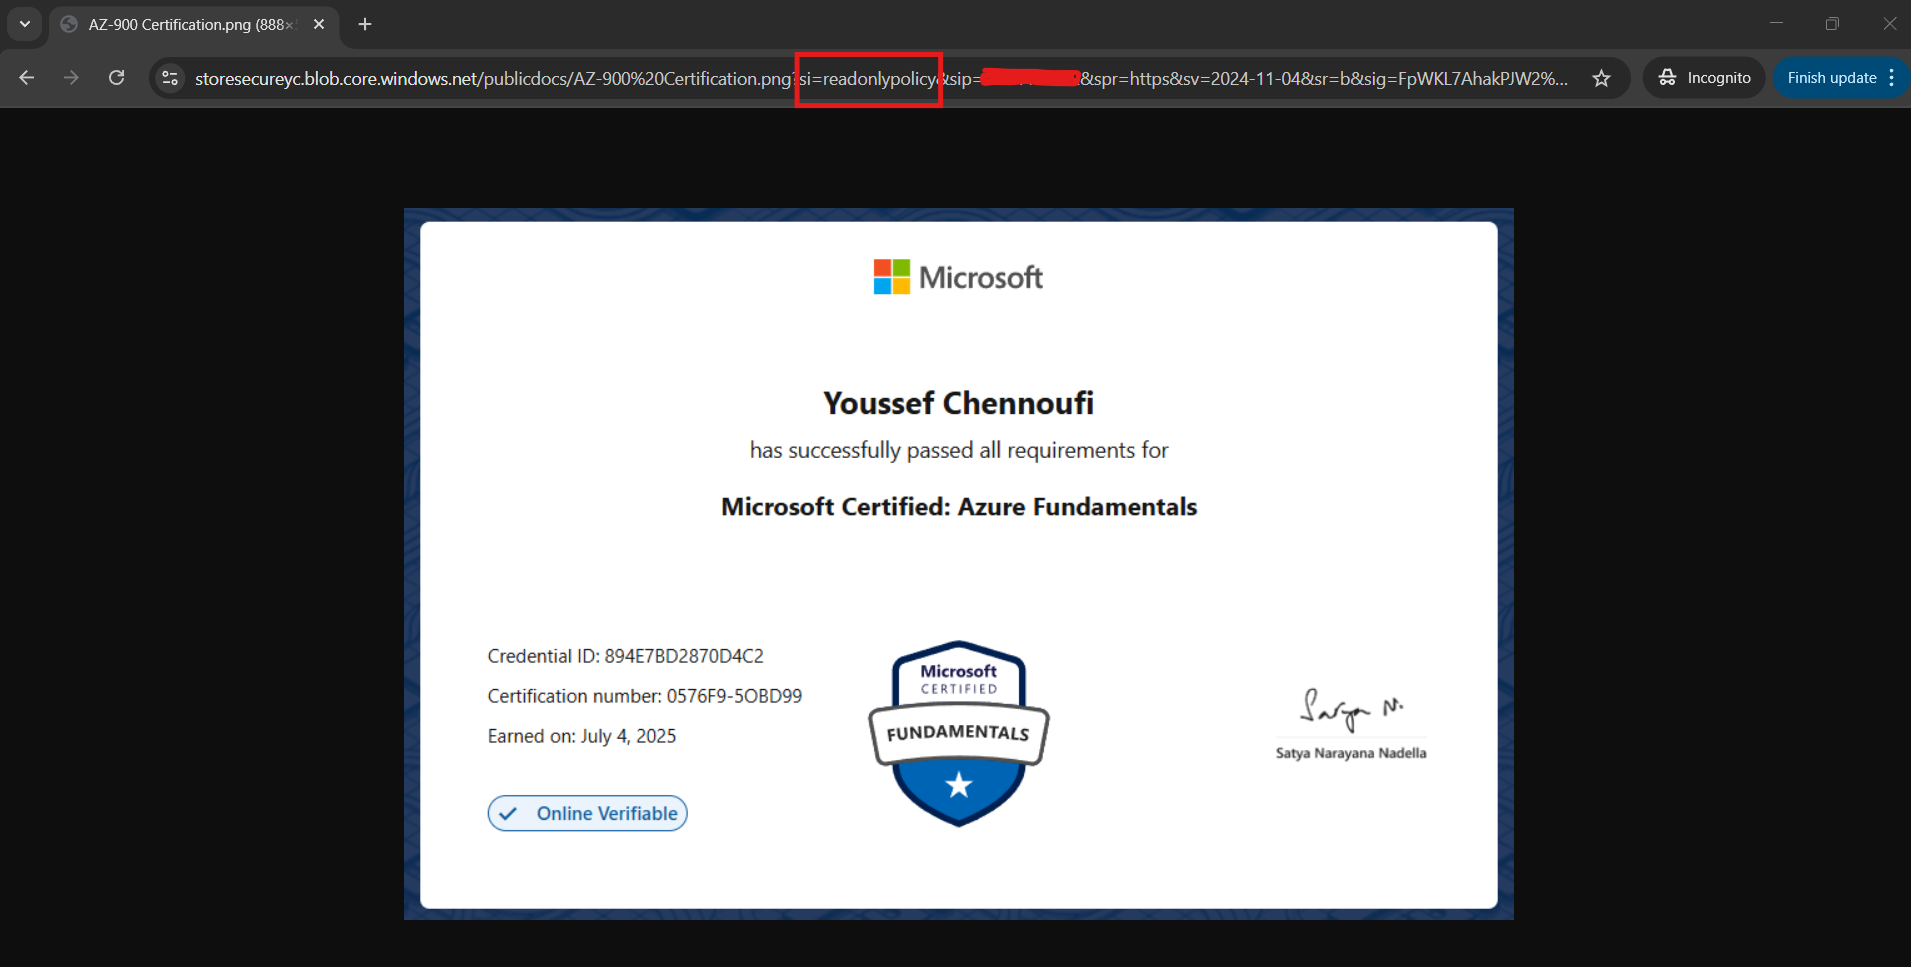 AZ-900 Certification.png (888×
storesecureyc.blob.core.windows.net/publicdocs/AZ-900%20Certification.png?si=readonlypolicy&sip= &spr=https&sv=2024-11-04&sr=b&sig=FpWKL7AhakPJW2%...
Incognito
Finish update
Microsoft
Youssef Chennoufi
has successfully passed all requirements for
Microsoft Certified: Azure Fundamentals
Credential ID: 894E7BD2870D4C2
Certification number: 0576F9-5OBD99
Earned on: July 4, 2025
Online Verifiable
Microsoft
CERTIFIED
FUNDAMENTALS
Satya N.
Satya Narayana Nadella